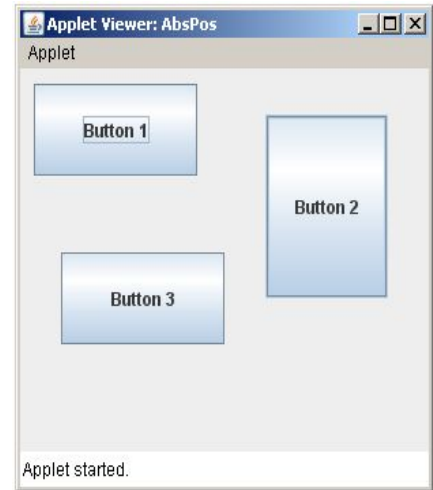 Applet Viewer: AbsPos
Applet
Button 1
Button 2
Button 3
Applet started.